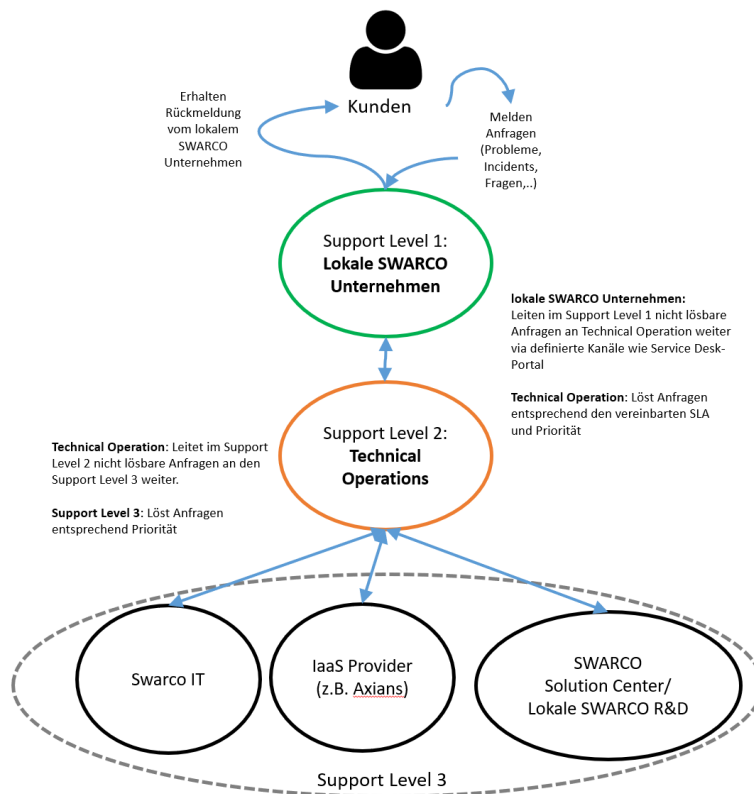 Kunden
Erhalten
Rückmeldung
vom lokalem
SWARCO
Unternehmen
Melden
Anfragen
(Probleme,
Incidents,
Fragen,..)
Support Level 1:
Lokale SWARCO
Unternehmen
lokale SWARCO Unternehmen:
Leiten im Support Level 1 nicht lösbare
Anfragen an Technical Operation weiter
via definierte Kanäle wie Service Desk-
Portal
Technical Operation: Löst Anfragen
entsprechend den vereinbarten SLA
und Priorität
Support Level 2:
Technical
Operations
Technical Operation: Leitet im Support
Level 2 nicht lösbare Anfragen an den
Support Level 3 weiter.
Support Level 3: Löst Anfragen
entsprechend Priorität
Swarco IT
IaaS Provider
(z.B. Axians)
SWARCO
Solution Center/
Lokale SWARCO R&D
Support Level 3